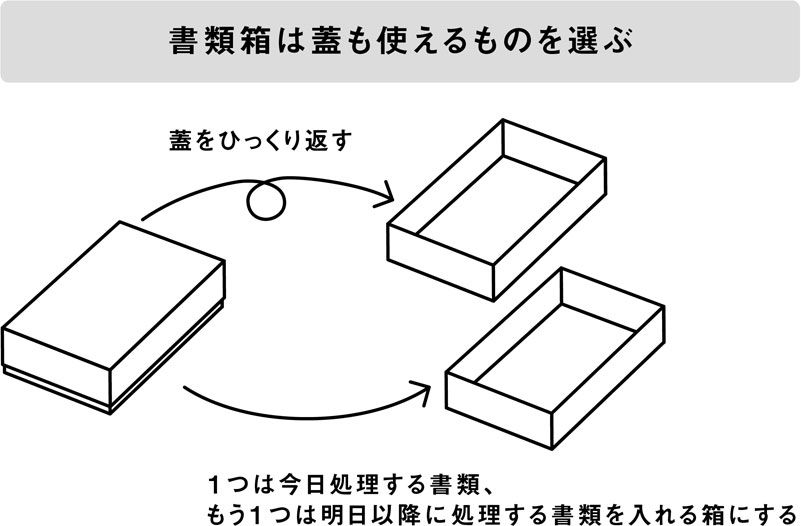 書類箱は蓋も使えるものを選ぶ
蓋をひっくり返す
1つは今日処理する書類、
もう1つは明日以降に処理する書類を入れる箱にする